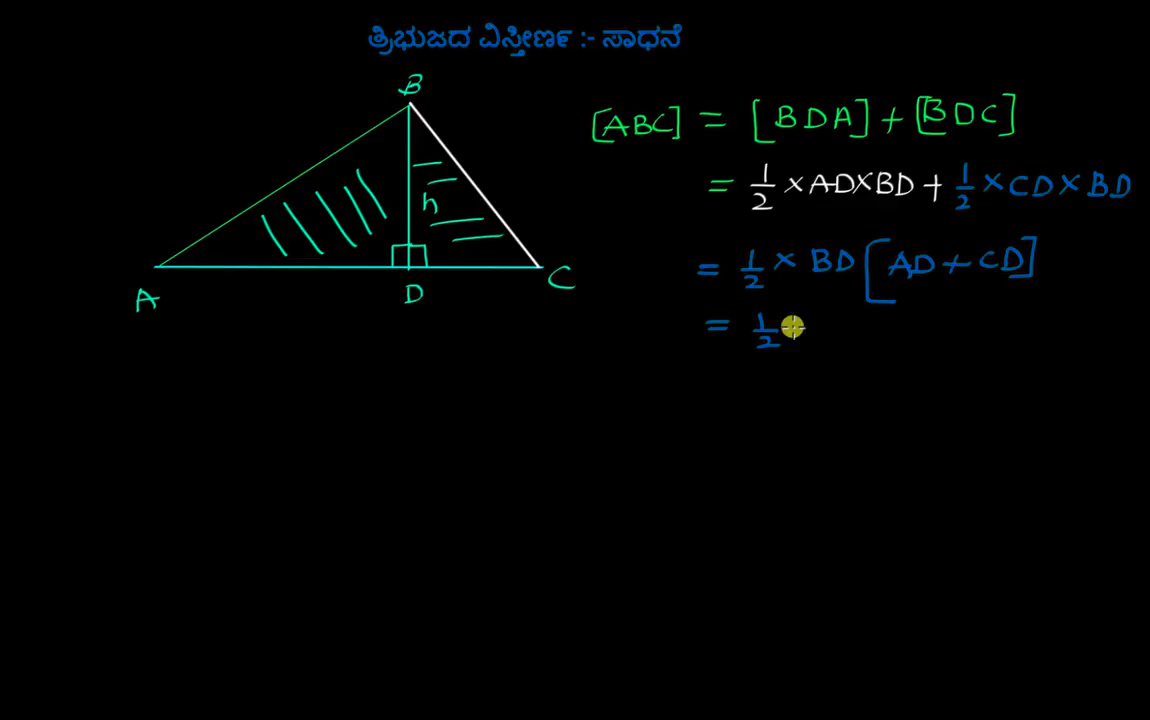 ತ್ರಿಭುಜದ ವಿಸ್ತೀರ್ಣ :- ಸಾಧನೆ
B
[ABC] = [BDA] + [BDC]
= 1/2 × AD × BD + 1/2 × CD × BD
h
= 1/2 × BD [AD + CD]
A D C
= 1/2